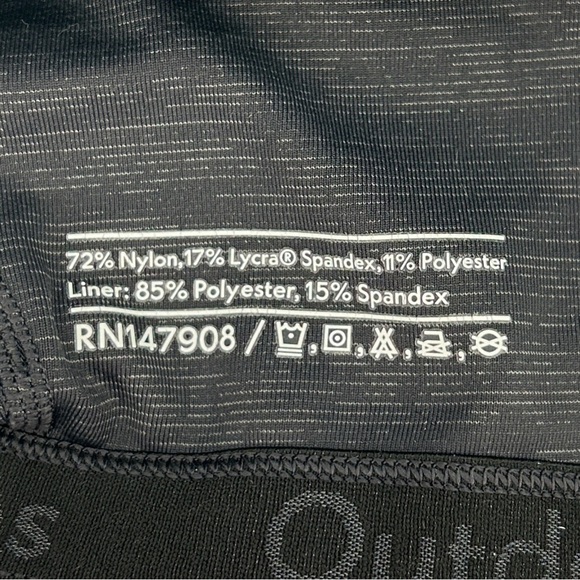 72% Nylon,17% Lycra® Spandex,11% Polyester
Liner: 85% Polyester, 15% Spandex
RN147908 /
s Outd